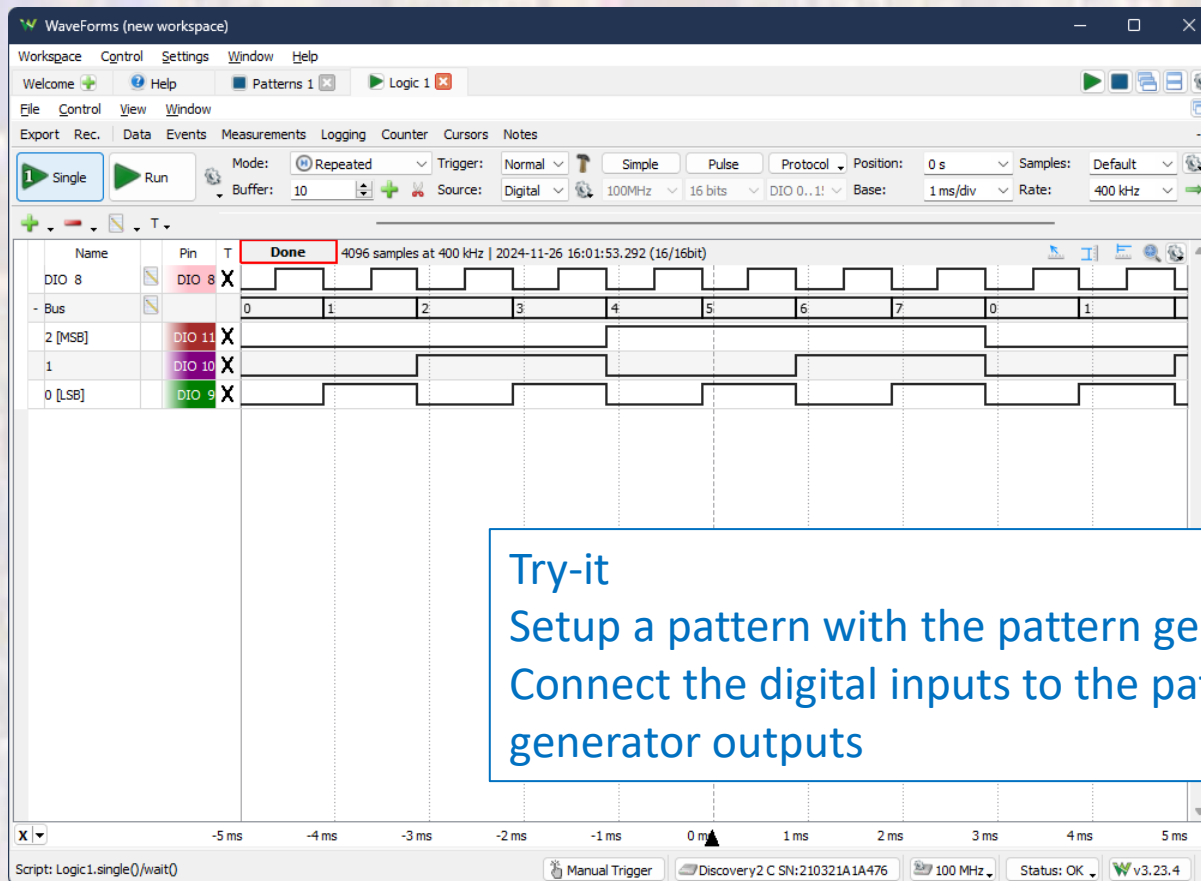 WaveForms (new workspace)
Workspace Control Settings Window Help
Welcome Help Patterns 1 Logic 1
File Control View Window
Export Rec. Data Events Measurements Logging Counter Cursors Notes
1 Single Run Mode: Repeated Trigger: Normal Simple Pulse Protocol Position: 0 s Samples: Default
Buffer: 10 Source: Digital 100MHz 16 bits DIO 0..1 Base: 1 ms/div Rate: 400 kHz
T
Name Pin T Done 4096 samples at 400 kHz | 2024-11-26 16:01:53.292 (16/16bit)
DIO 8 DIO 8 X
- Bus 0 1 2 3 4 5 6 7 0 1
2 [MSB] DIO 11 X
1 DIO 10 X
0 [LSB] DIO 9 X
Try-it
Setup a pattern with the pattern ge
Connect the digital inputs to the pat
generator outputs
X -5 ms -4 ms -3 ms -2 ms -1 ms 0 ms 1 ms 2 ms 3 ms 4 ms 5 ms
Script: Logic1.single()/wait() Manual Trigger Discovery2 C SN:210321A1A476 100 MHz Status: OK W v3.23.4